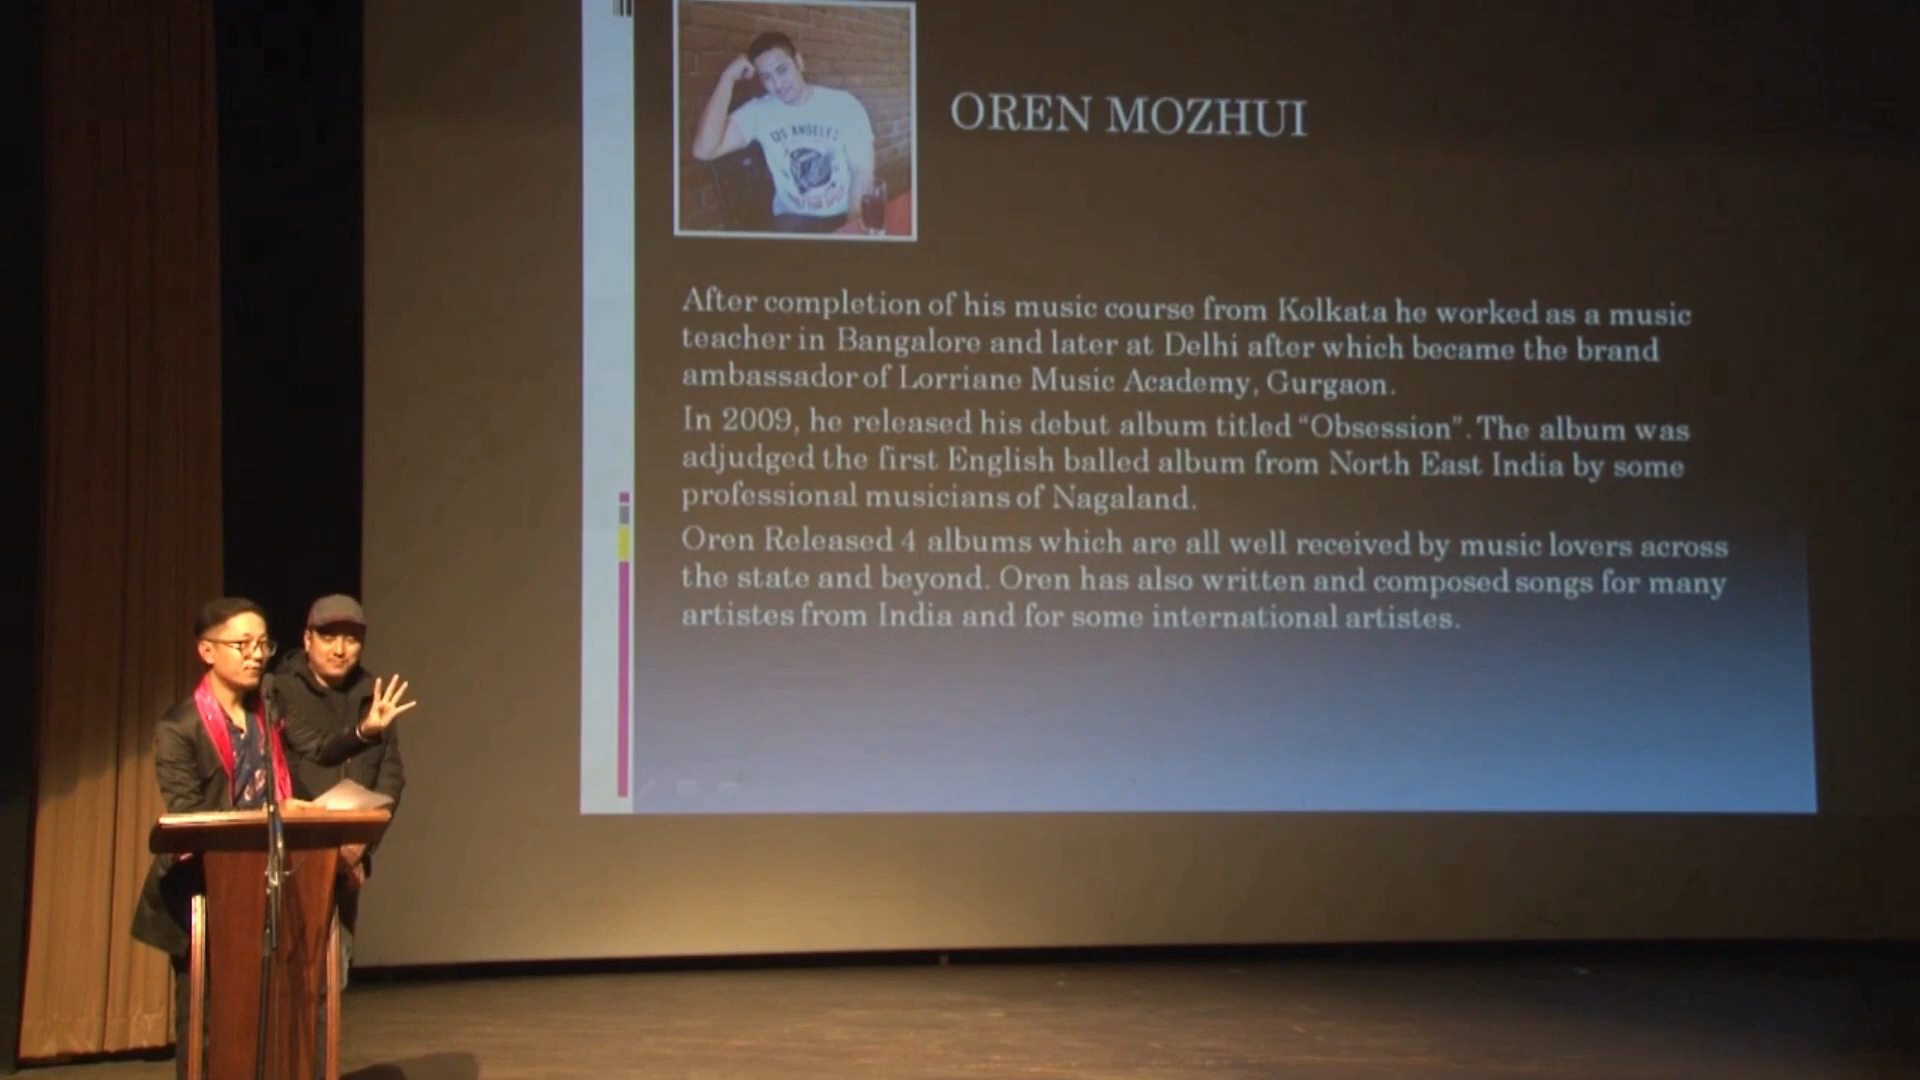 LOS ANGELES
OREN MOZHUI
After completion of his music course from Kolkata he worked as a music
teacher in Bangalore and later at Delhi after which became the brand
ambassador of Lorriane Music Academy, Gurgaon.
In 2009, he released his debut album titled “Obsession”. The album was
adjudged the first English balled album from North East India by some
professional musicians of Nagaland.
Oren Released 4 albums which are all well received by music lovers across
the state and beyond. Oren has also written and composed songs for many
artistes from India and for some international artistes.